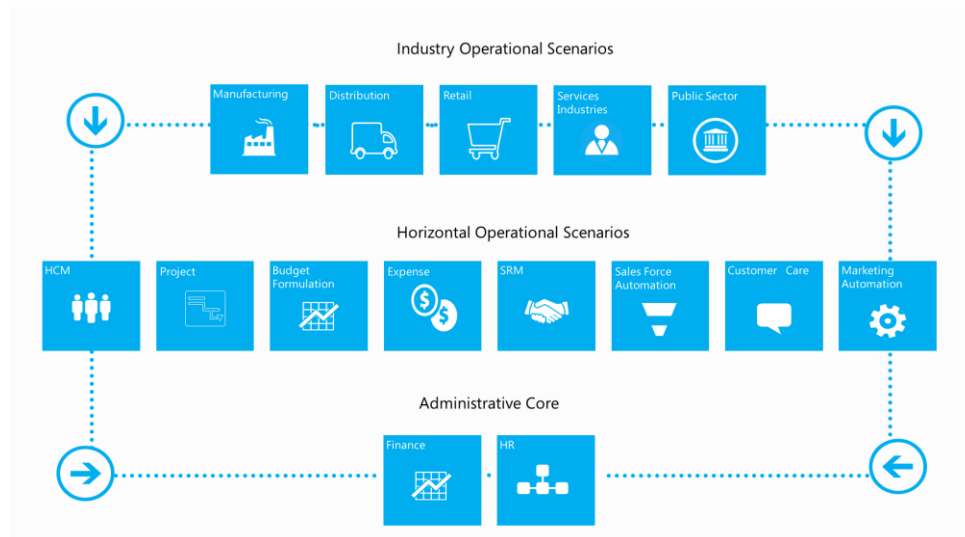 Industry Operational Scenarios
Manufacturing
Distribution
Retail
Services
Industries
Public Sector
Horizontal Operational Scenarios
HCM
Project
Budget
Formulation
Expense
SRM
Sales Force
Automation
Customer Care
Marketing
Automation
Administrative Core
Finance
HR